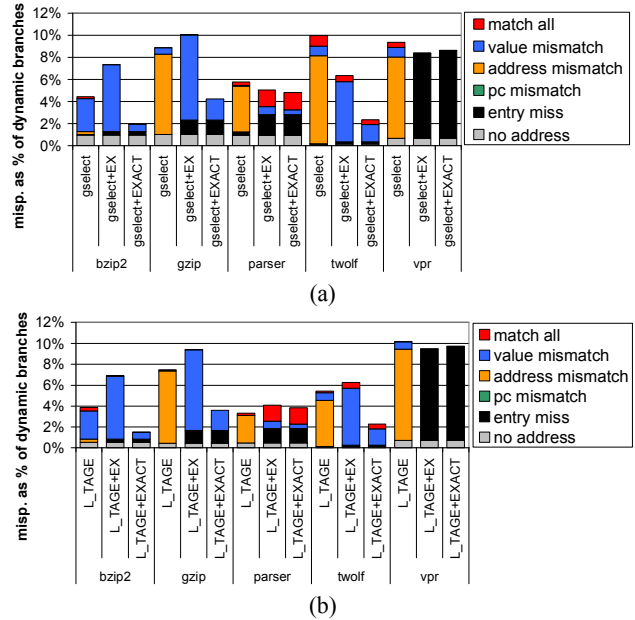 misp. as % of dynamic branches
12%
10%
8%
6%
4%
2%
0%
gselect
gselect+EX
gselect+EXACT
gselect
gselect+EX
gselect+EXACT
gselect
gselect+EX
gselect+EXACT
gselect
gselect+EX
gselect+EXACT
gselect
gselect+EX
gselect+EXACT
bzip2 gzip parser twolf vpr
match all
value mismatch
address mismatch
pc mismatch
entry miss
no address
(a)
misp. as % of dynamic branches
12%
10%
8%
6%
4%
2%
0%
L_TAGE
L_TAGE+EX
L_TAGE+EXACT
L_TAGE
L_TAGE+EX
L_TAGE+EXACT
L_TAGE
L_TAGE+EX
L_TAGE+EXACT
L_TAGE
L_TAGE+EX
L_TAGE+EXACT
L_TAGE
L_TAGE+EX
L_TAGE+EXACT
bzip2 gzip parser twolf vpr
match all
value mismatch
address mismatch
pc mismatch
entry miss
no address
(b)